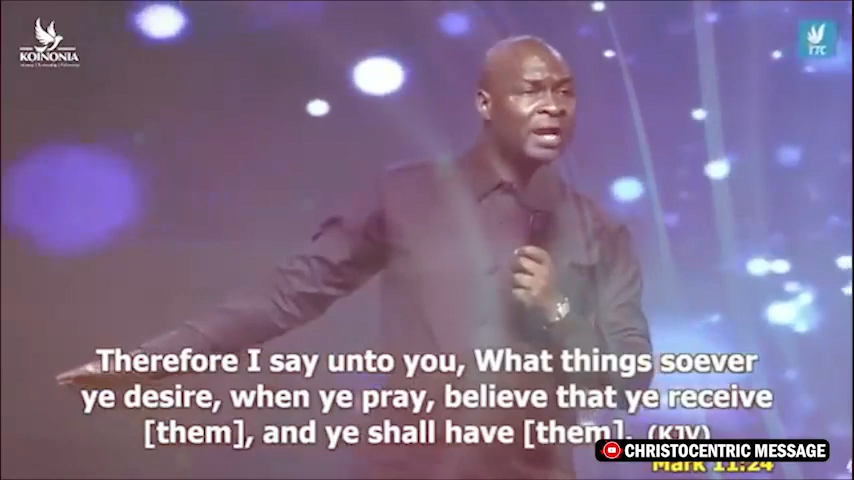 KOINONIA
YTC
Therefore I say unto you, What things soever
ye desire, when ye pray, believe that ye receive
[them], and ye shall have [them]. (KJV)
CHRISTOCENTRIC MESSAGE
Mark 11:24